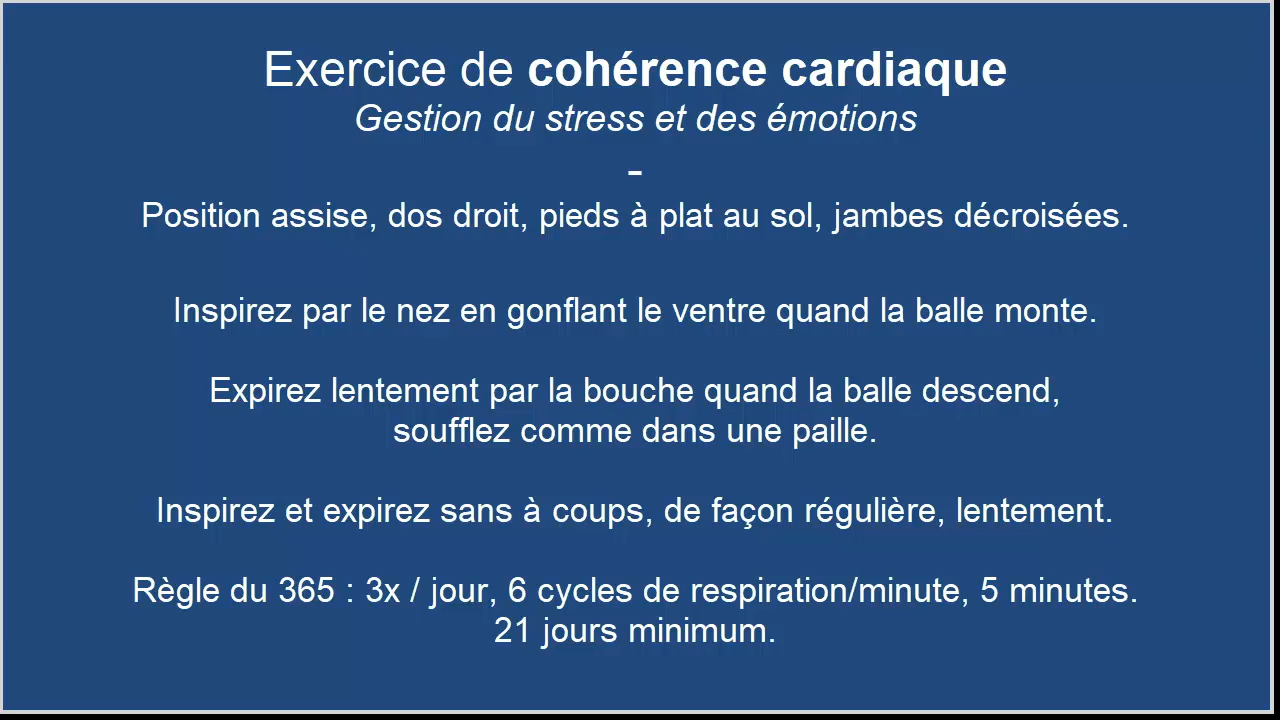 Exercice de cohérence cardiaque
Gestion du stress et des émotions
-
Position assise, dos droit, pieds à plat au sol, jambes décroisées.
Inspirez par le nez en gonflant le ventre quand la balle monte.
Expirez lentement par la bouche quand la balle descend,
soufflez comme dans une paille.
Inspirez et expirez sans à coups, de façon régulière, lentement.
Règle du 365 : 3x / jour, 6 cycles de respiration/minute, 5 minutes.
21 jours minimum.